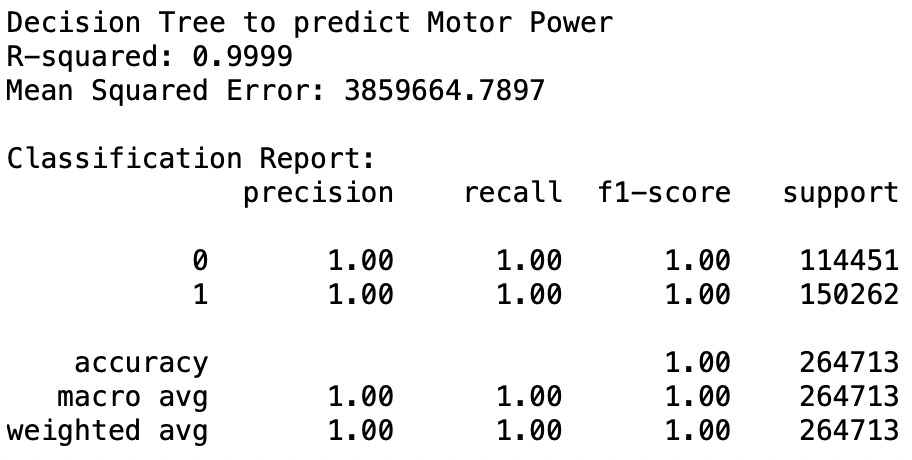 Decision Tree to predict Motor Power
R-squared: 0.9999
Mean Squared Error: 3859664.7897
Classification Report:
precision recall f1-score support
0 1.00 1.00 1.00 114451
1 1.00 1.00 1.00 150262
accuracy 1.00 264713
macro avg 1.00 1.00 1.00 264713
weighted avg 1.00 1.00 1.00 264713